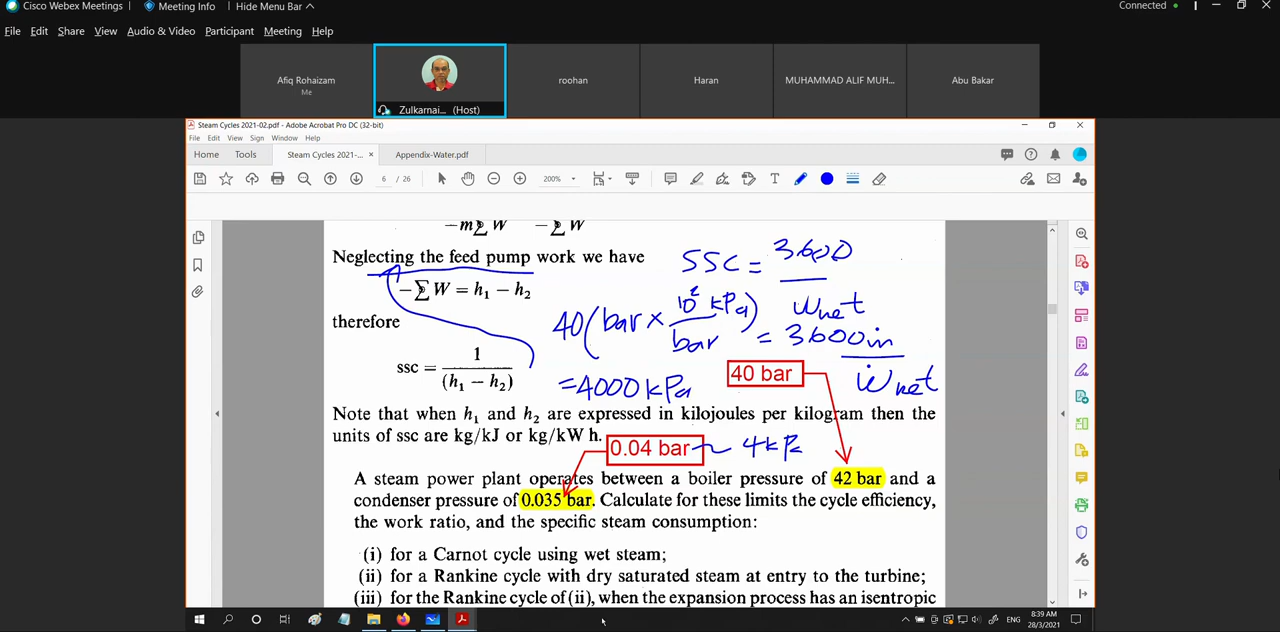 Cisco Webex Meetings | Meeting Info | Hide Menu Bar
Connected
File Edit Share View Audio & Video Participant Meeting Help
Afiq Rohaizam
Me
Zulkarnai... (Host)
roohan
Haran
MUHAMMAD ALIF MUH...
Abu Bakar
Steam Cycles 2021-02.pdf - Adobe Acrobat Pro DC (32-bit)
File Edit View Sign Window Help
Home Tools Steam Cycles 2021-... × Appendix-Water.pdf
6 / 26 200%
-m∑W -∑W
Neglecting the feed pump work we have
-∑W = h₁ - h₂
therefore
ssc = 1 / (h₁ - h₂)
SSC = 3600 / Wnet
= 3600 ṁ / Ẇnet
40 (bar × 10² kPa / bar)
= 4000 kPa
40 bar
Note that when h₁ and h₂ are expressed in kilojoules per kilogram then the
units of ssc are kg/kJ or kg/kW h.
0.04 bar ~ 4 kPa
A steam power plant operates between a boiler pressure of 42 bar and a
condenser pressure of 0.035 bar. Calculate for these limits the cycle efficiency,
the work ratio, and the specific steam consumption:
(i) for a Carnot cycle using wet steam;
(ii) for a Rankine cycle with dry saturated steam at entry to the turbine;
(iii) for the Rankine cycle of (ii), when the expansion process has an isentropic
ENG
8:39 AM
28/3/2021